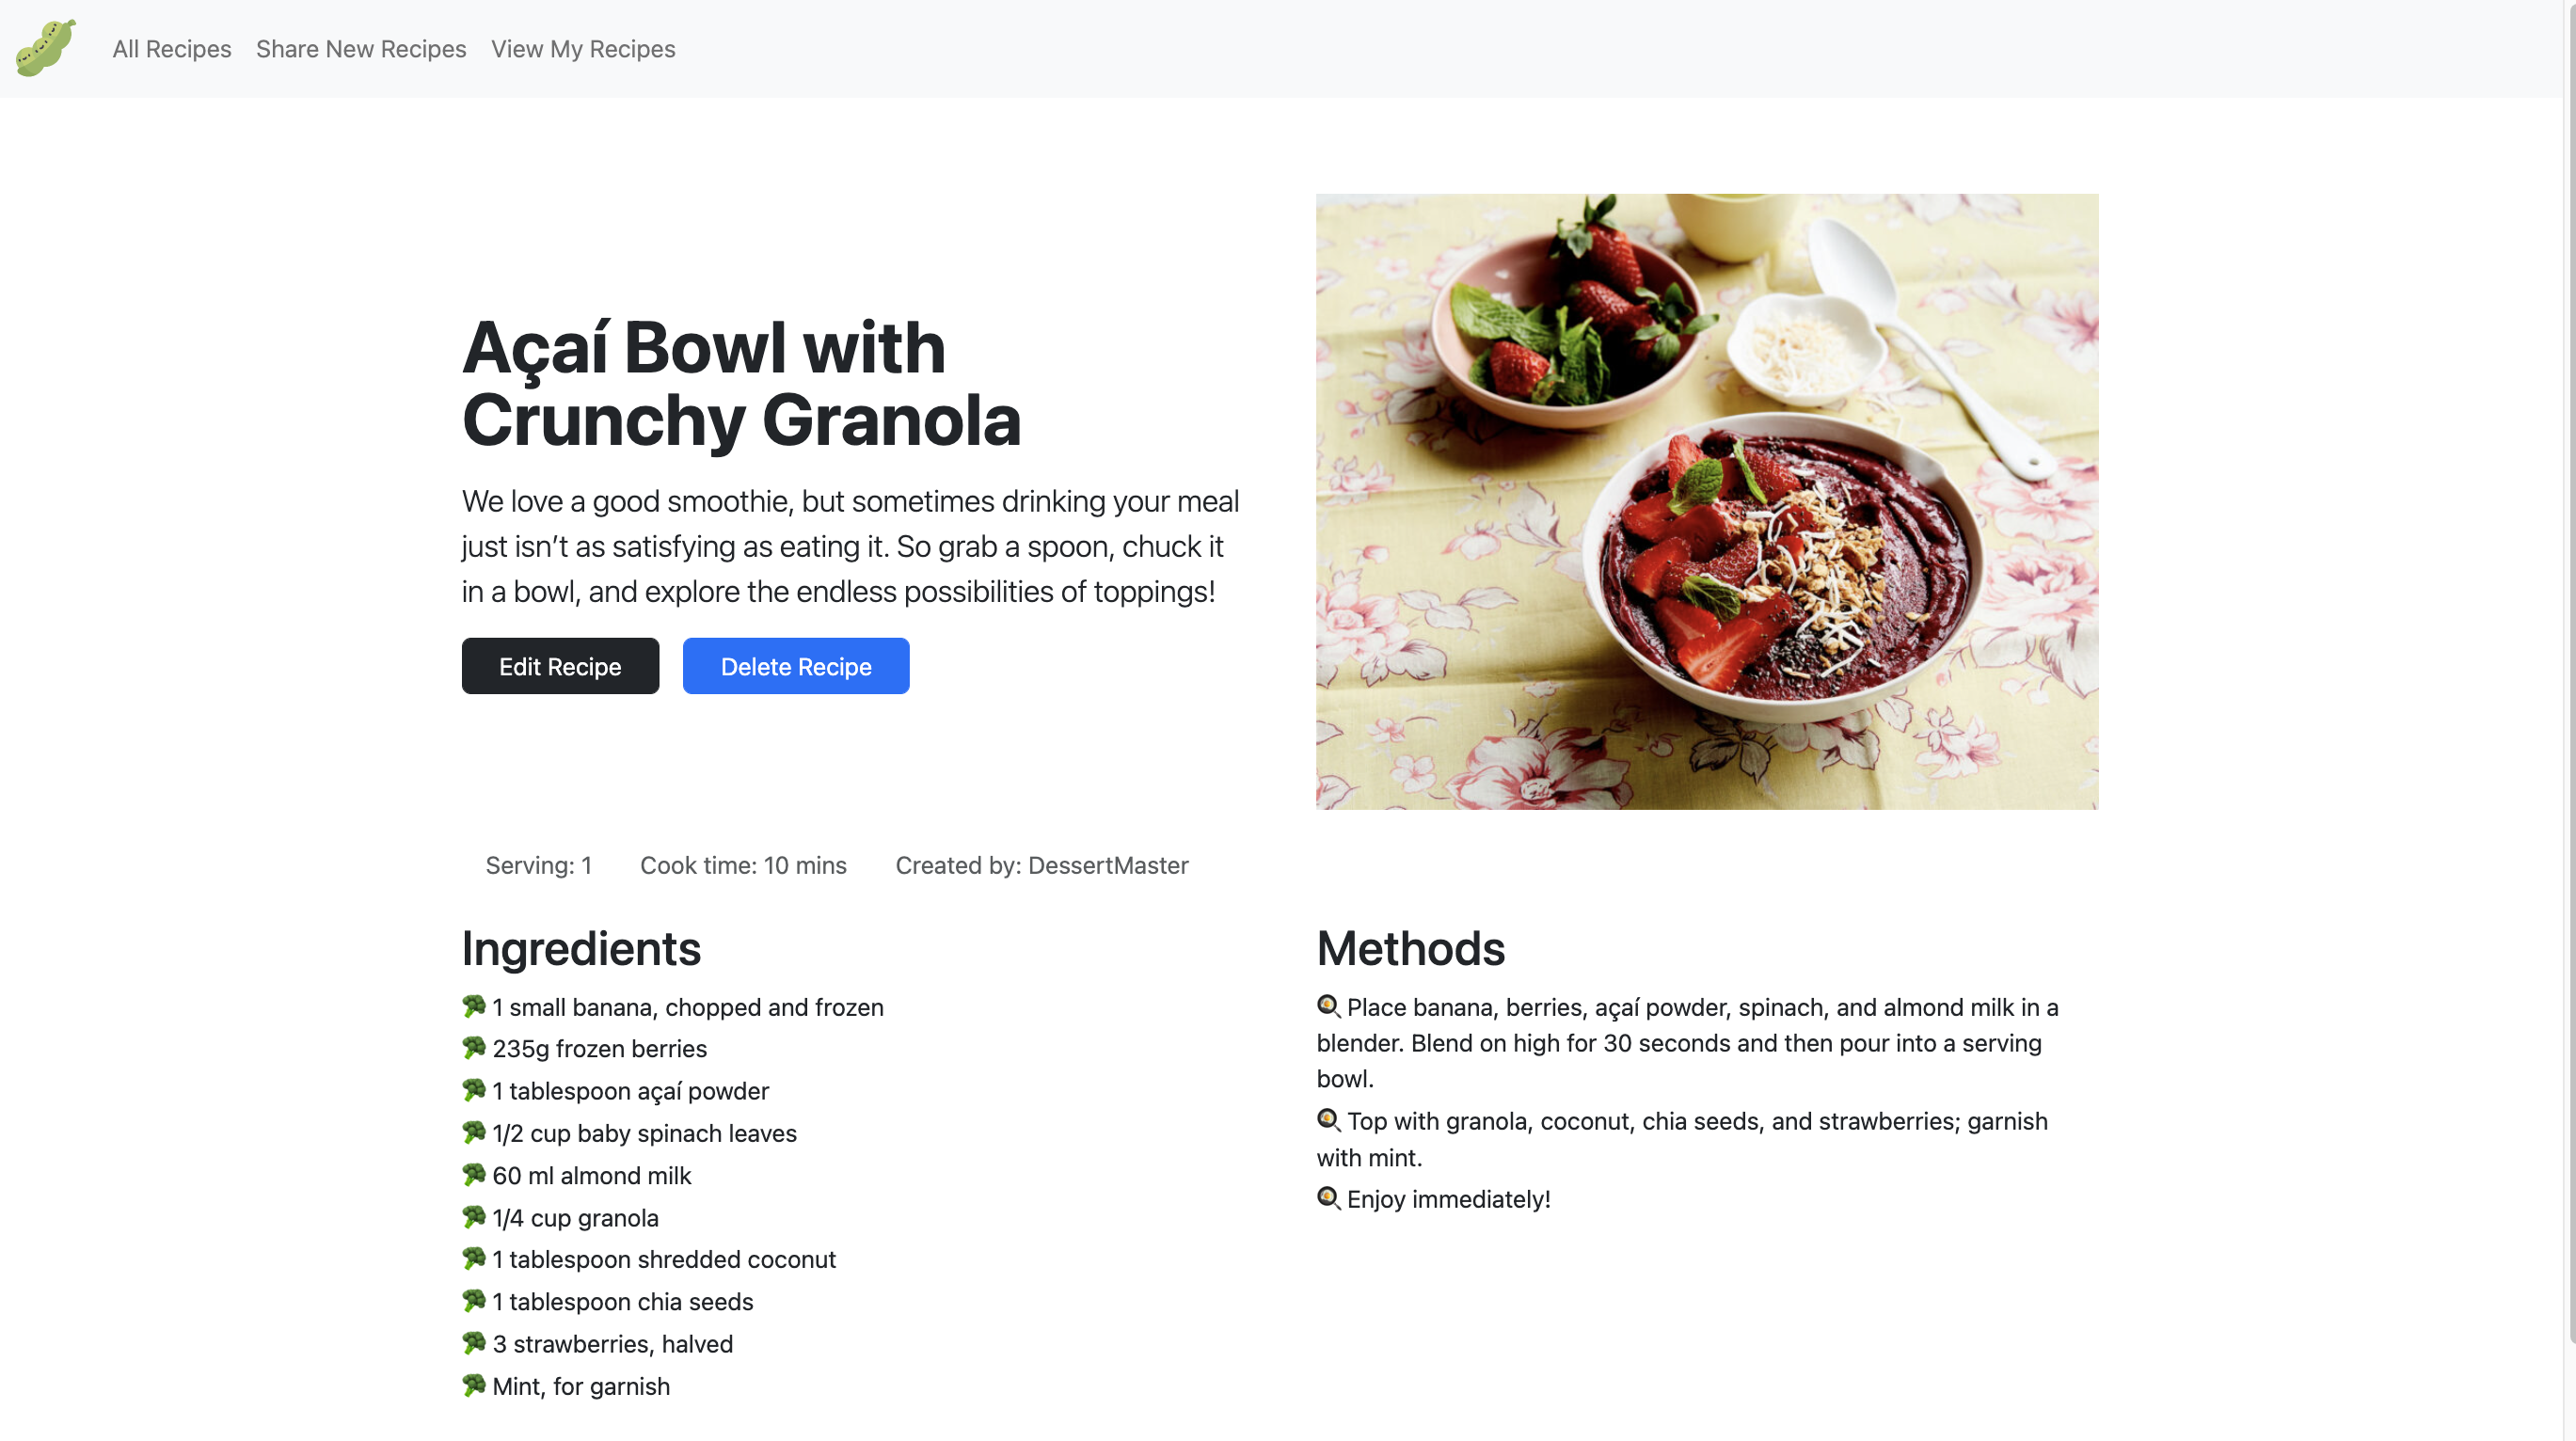 All Recipes Share New Recipes View My Recipes
Açaí Bowl with
Crunchy Granola
We love a good smoothie, but sometimes drinking your meal
just isn’t as satisfying as eating it. So grab a spoon, chuck it
in a bowl, and explore the endless possibilities of toppings!
Edit Recipe Delete Recipe
Serving: 1 Cook time: 10 mins Created by: DessertMaster
Ingredients
🥦 1 small banana, chopped and frozen
🥦 235g frozen berries
🥦 1 tablespoon açaí powder
🥦 1/2 cup baby spinach leaves
🥦 60 ml almond milk
🥦 1/4 cup granola
🥦 1 tablespoon shredded coconut
🥦 1 tablespoon chia seeds
🥦 3 strawberries, halved
🥦 Mint, for garnish
Methods
🍳 Place banana, berries, açaí powder, spinach, and almond milk in a
blender. Blend on high for 30 seconds and then pour into a serving
bowl.
🍳 Top with granola, coconut, chia seeds, and strawberries; garnish
with mint.
🍳 Enjoy immediately!